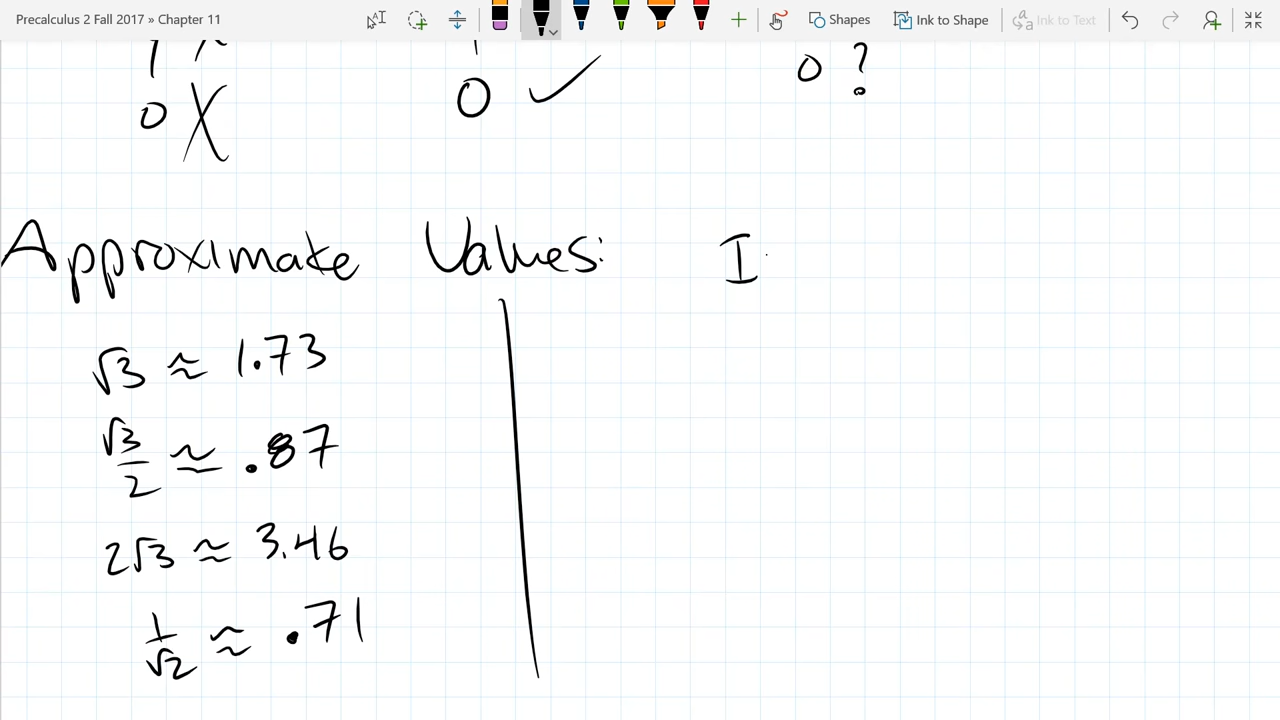 Precalculus 2 Fall 2017 » Chapter 11
Shapes
Ink to Shape
Ink to Text
0 X
0 ✓
0 ?
Approximate Values: I
√3 ≈ 1.73
√3/2 ≈ .87
2√3 ≈ 3.46
1/√2 ≈ .71